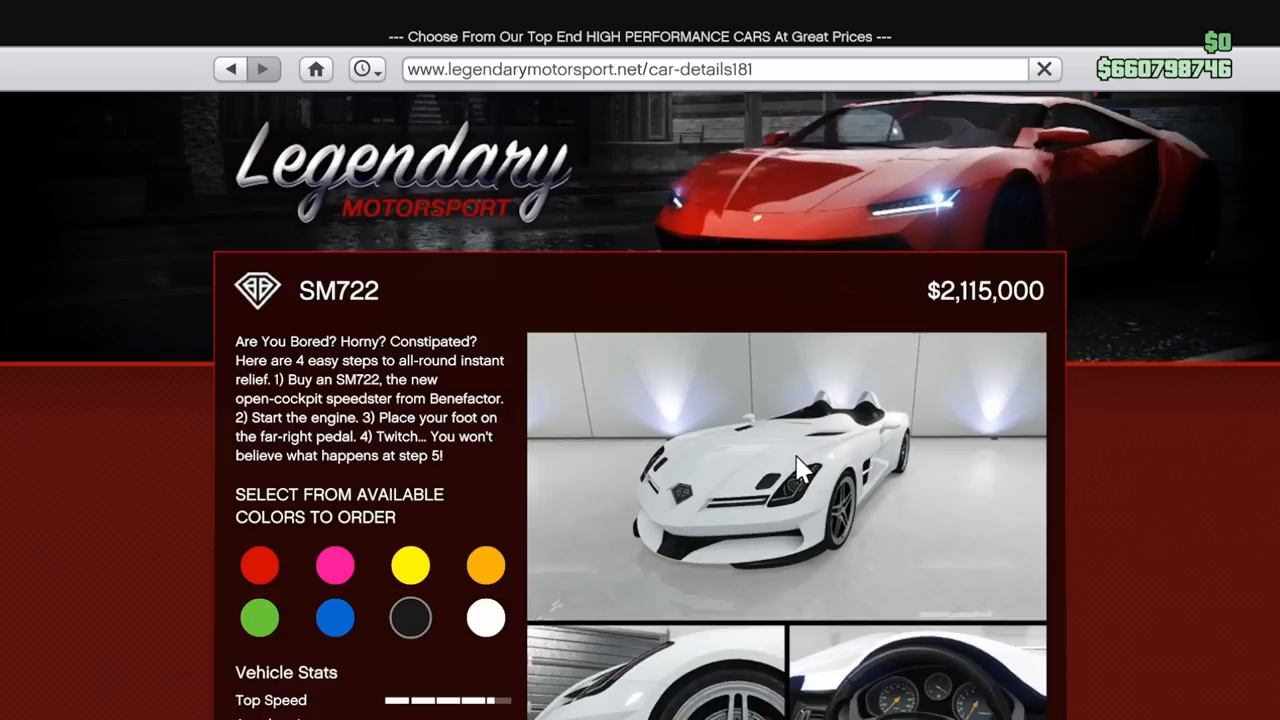 --- Choose From Our Top End HIGH PERFORMANCE CARS At Great Prices ---
$0
www.legendarymotorsport.net/car-details181
$660798746
Legendary
MOTORSPORT
SM722
$2,115,000
Are You Bored? Horny? Constipated?
Here are 4 easy steps to all-round instant
relief. 1) Buy an SM722, the new
open-cockpit speedster from Benefactor.
2) Start the engine. 3) Place your foot on
the far-right pedal. 4) Twitch... You won't
believe what happens at step 5!
SELECT FROM AVAILABLE
COLORS TO ORDER
Vehicle Stats
Top Speed